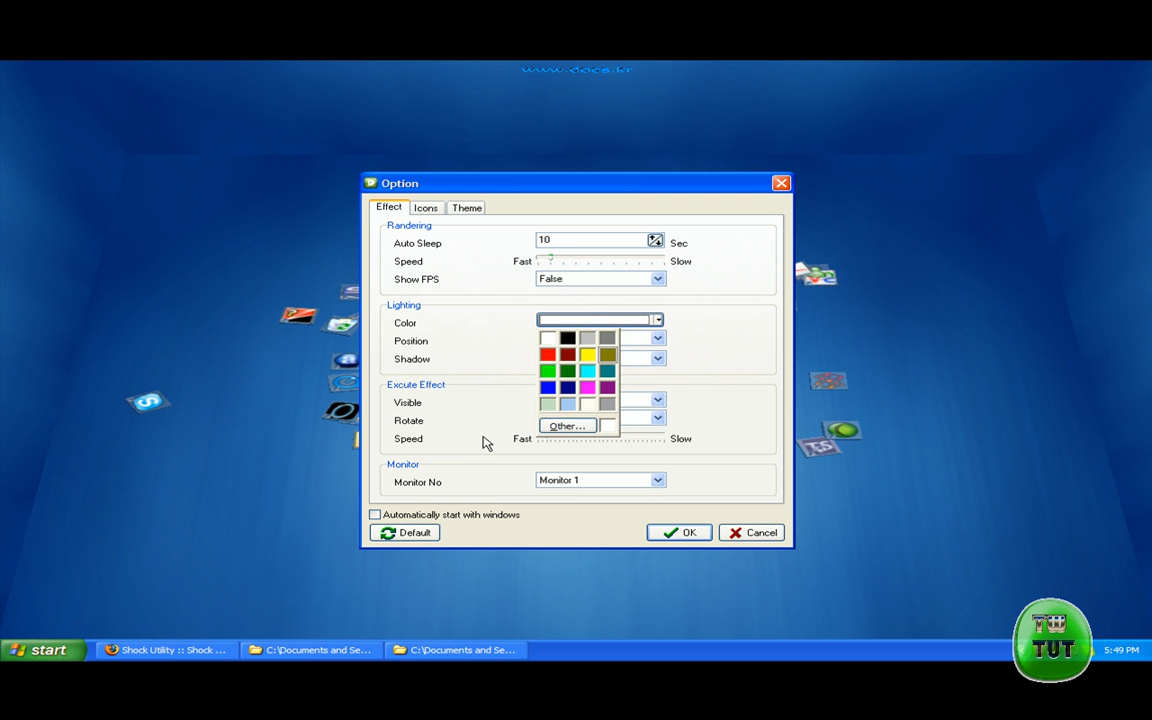 www.docs.kr
Option
Effect Icons Theme
Randering
Auto Sleep 10 Sec
Speed Fast Slow
Show FPS False
Lighting
Color
Position
Shadow
Excute Effect
Visible
Rotate
Other...
Speed Fast Slow
Monitor
Monitor No Monitor 1
Automatically start with windows
Default OK Cancel
TW
TUT
start Shock Utility :: Shock ... C:\Documents and Se... C:\Documents and Se... 5:49 PM